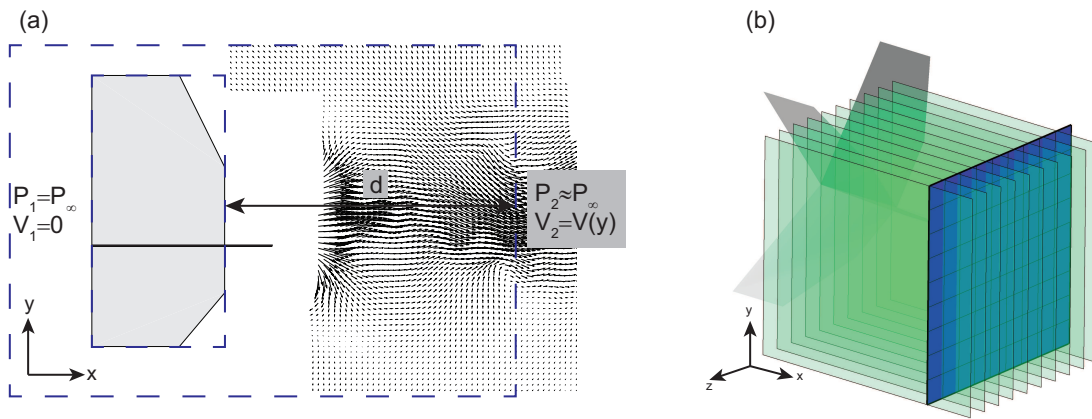 (a)
(b)
d
P₁=P∞
V₁=0
P₂≈P∞
V₂=V(y)
y
x
y
z
x